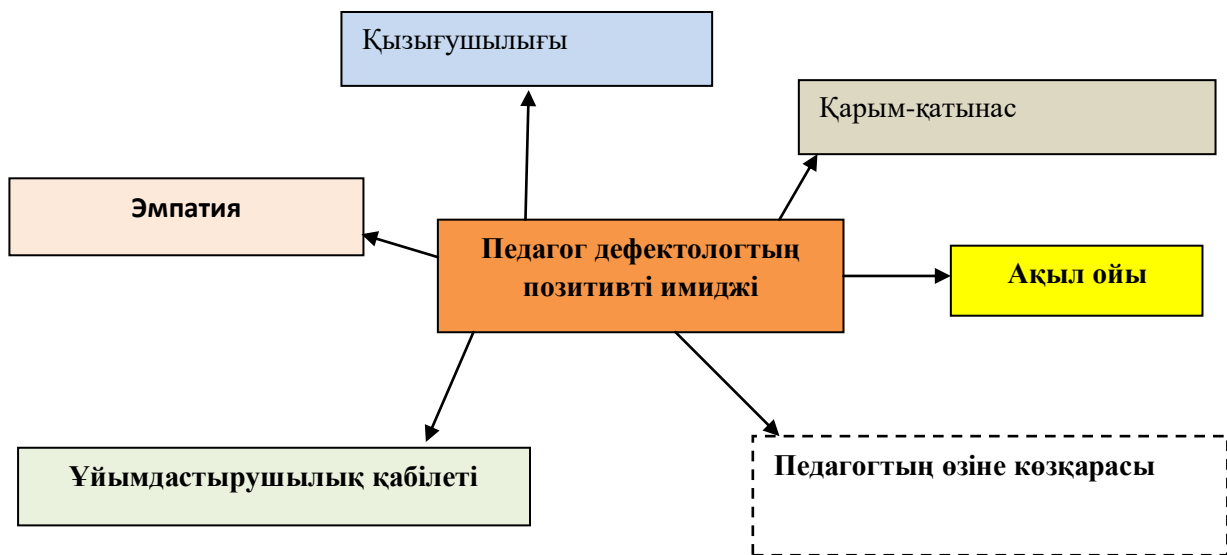 Қызығушылығы
Қарым-қатынас
Эмпатия
Педагог дефектологтың
позитивті имиджі
Ақыл ойы
Ұйымдастырушылық қабілеті
Педагогтың өзіне көзқарасы